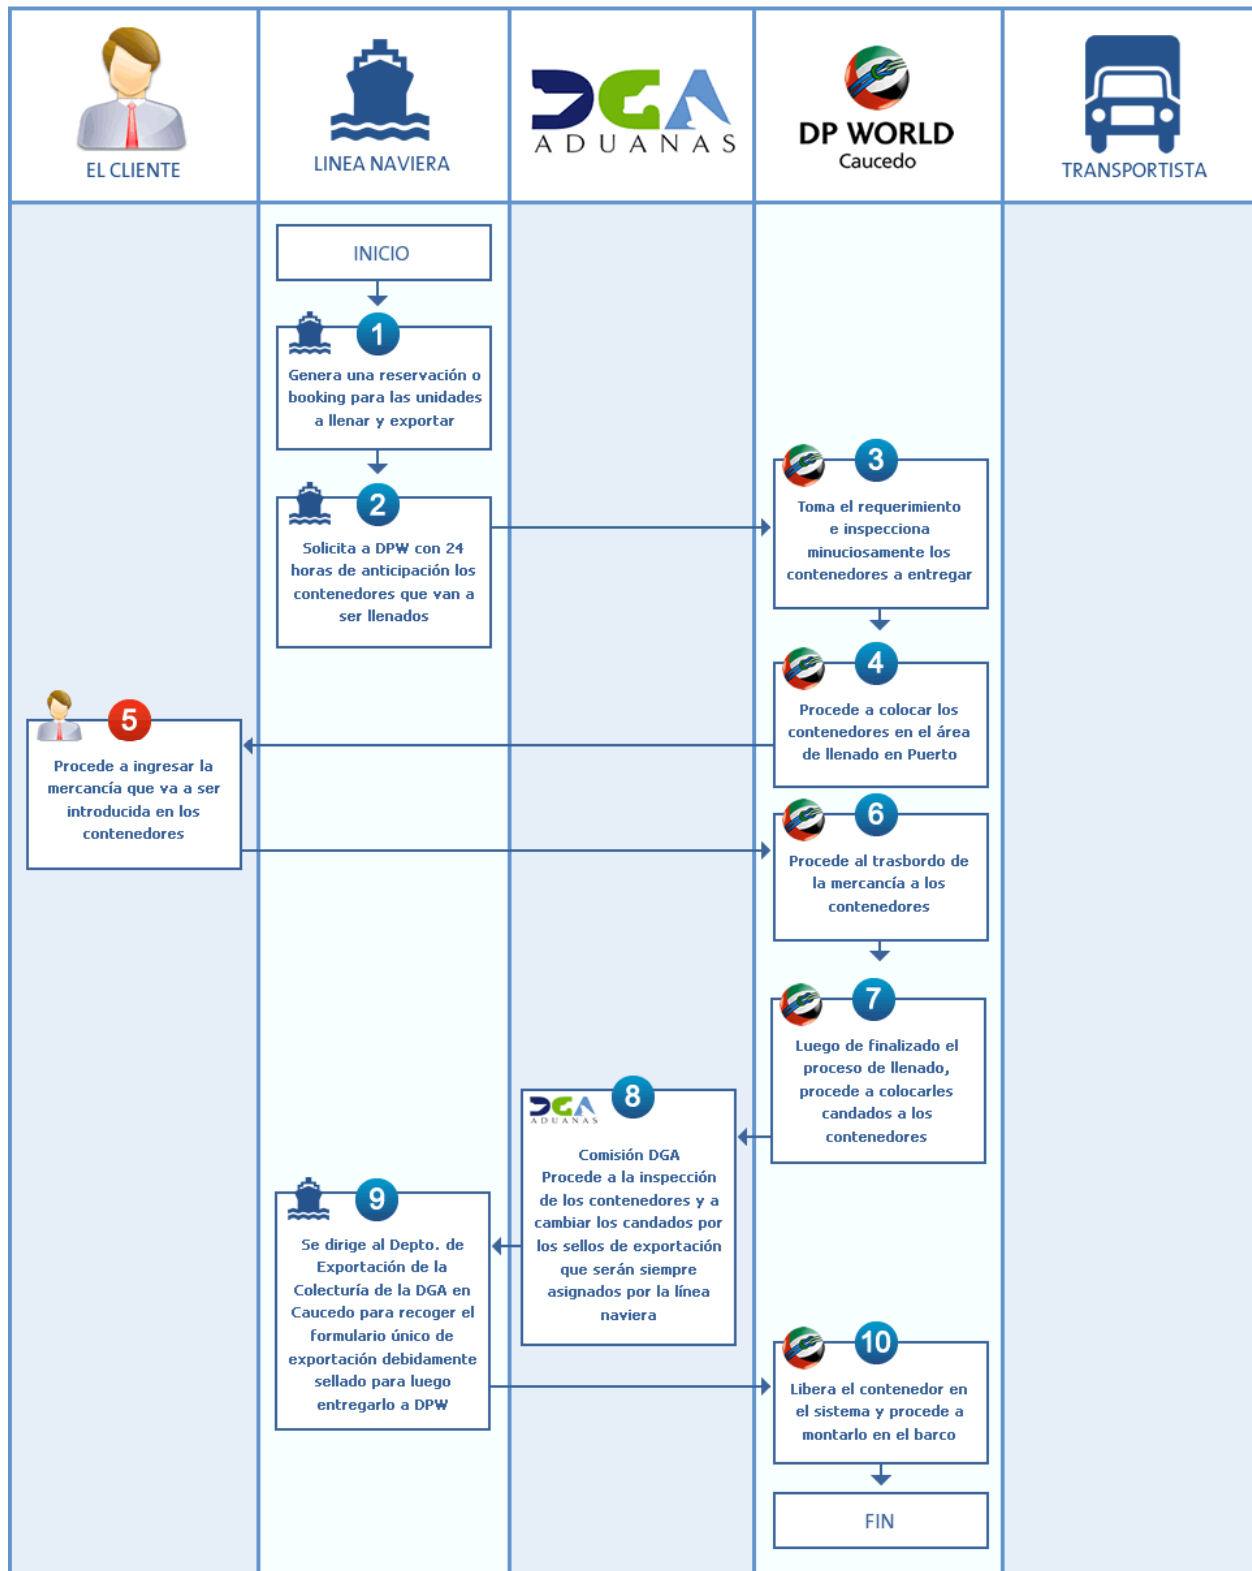 EL CLIENTE
LINEA NAVIERA
DGA
ADUANAS
DP WORLD
Caucedo
TRANSPORTISTA
INICIO
1
Genera una reservación o
booking para las unidades
a llenar y exportar
2
Solicita a DPW con 24
horas de anticipación los
contenedores que van a
ser llenados
3
Toma el requerimiento
e inspecciona
minuciosamente los
contenedores a entregar
4
Procede a colocar los
contenedores en el área
de llenado en Puerto
5
Procede a ingresar la
mercancía que va a ser
introducida en los
contenedores
6
Procede al trasbordo de
la mercancía a los
contenedores
7
Luego de finalizado el
proceso de llenado,
procede a colocarles
candados a los
contenedores
DGA
ADUANAS
8
Comisión DGA
Procede a la inspección
de los contenedores y a
cambiar los candados por
los sellos de exportación
que serán siempre
asignados por la línea
naviera
9
Se dirige al Depto. de
Exportación de la
Colecturía de la DGA en
Caucedo para recoger el
formulario único de
exportación debidamente
sellado para luego
entregarlo a DPW
10
Libera el contenedor en
el sistema y procede a
montarlo en el barco
FIN